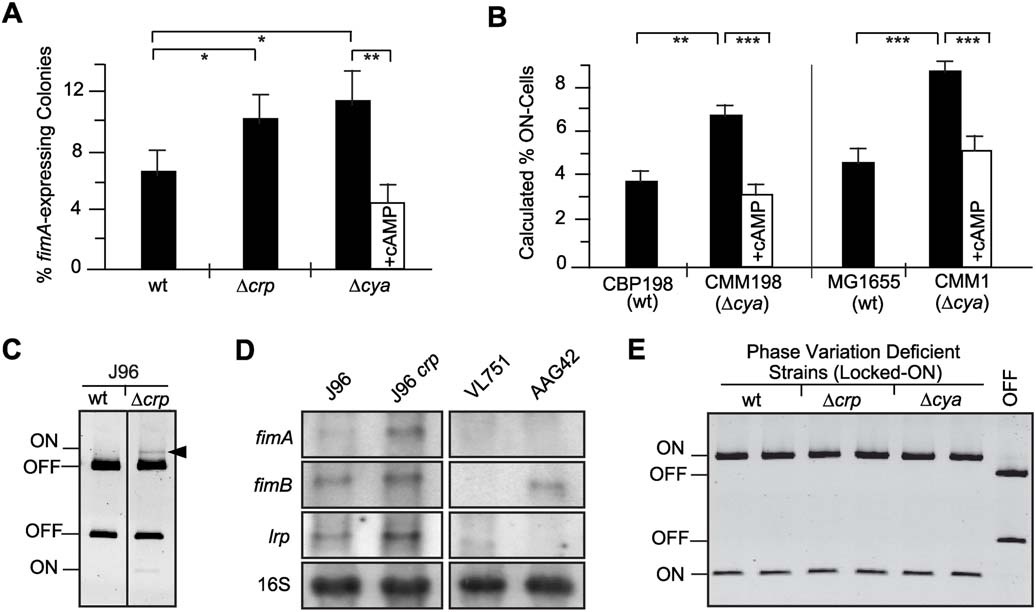 A
% fimA-expressing Colonies
12
8
4
0
*
*
**
+cAMP
wt
Δcrp
Δcya
B
Calculated % ON-Cells
8
6
4
2
0
**
***
***
***
+cAMP
+cAMP
CBP198 CMM198 MG1655 CMM1
(wt) (Δcya) (wt) (Δcya)
C
J96
wt Δcrp
ON
OFF
OFF
ON
D
J96 J96 crp VL751 AAG42
fimA
fimB
lrp
16S
E
Phase Variation Deficient
Strains (Locked-ON)
wt Δcrp Δcya OFF
ON
OFF
OFF
ON